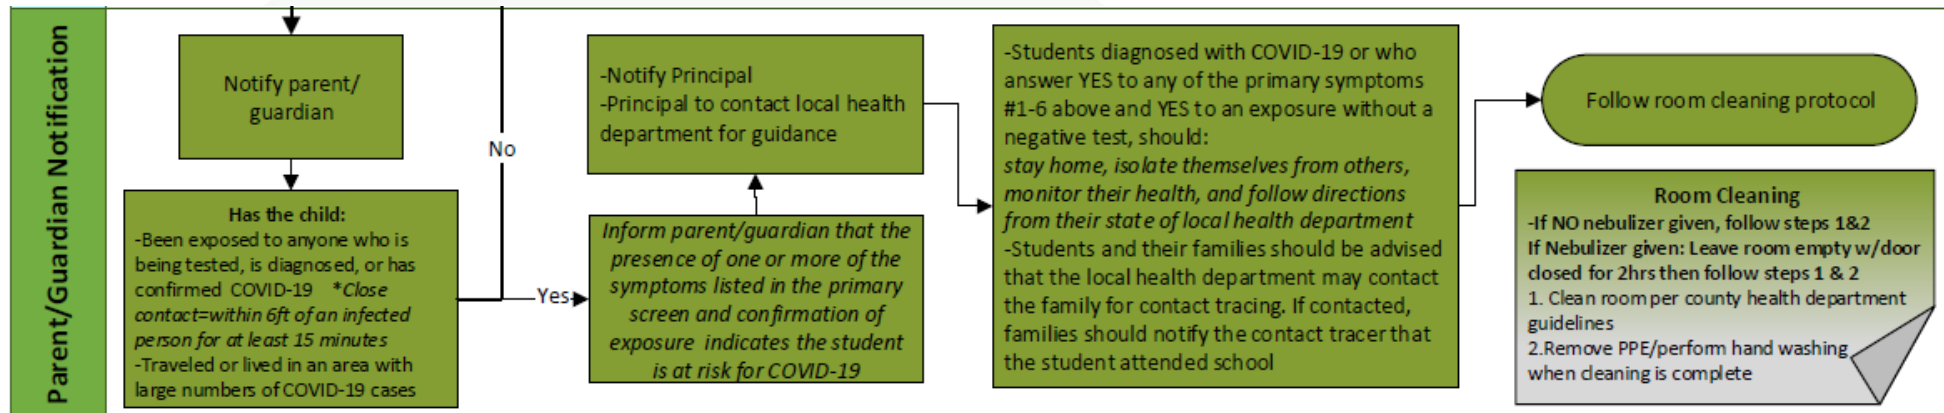 Parent/Guardian Notification
Notify parent/
guardian
Has the child:
-Been exposed to anyone who is
being tested, is diagnosed, or has
confirmed COVID-19 *Close
contact=within 6ft of an infected
person for at least 15 minutes
-Traveled or lived in an area with
large numbers of COVID-19 cases
No
Yes
-Notify Principal
-Principal to contact local health
department for guidance
Inform parent/guardian that the
presence of one or more of the
symptoms listed in the primary
screen and confirmation of
exposure indicates the student
is at risk for COVID-19
-Students diagnosed with COVID-19 or who
answer YES to any of the primary symptoms
#1-6 above and YES to an exposure without a
negative test, should:
stay home, isolate themselves from others,
monitor their health, and follow directions
from their state of local health department
-Students and their families should be advised
that the local health department may contact
the family for contact tracing. If contacted,
families should notify the contact tracer that
the student attended school
Follow room cleaning protocol
Room Cleaning
-If NO nebulizer given, follow steps 1&2
If Nebulizer given: Leave room empty w/door
closed for 2hrs then follow steps 1 & 2
1. Clean room per county health department
guidelines
2.Remove PPE/perform hand washing
when cleaning is complete